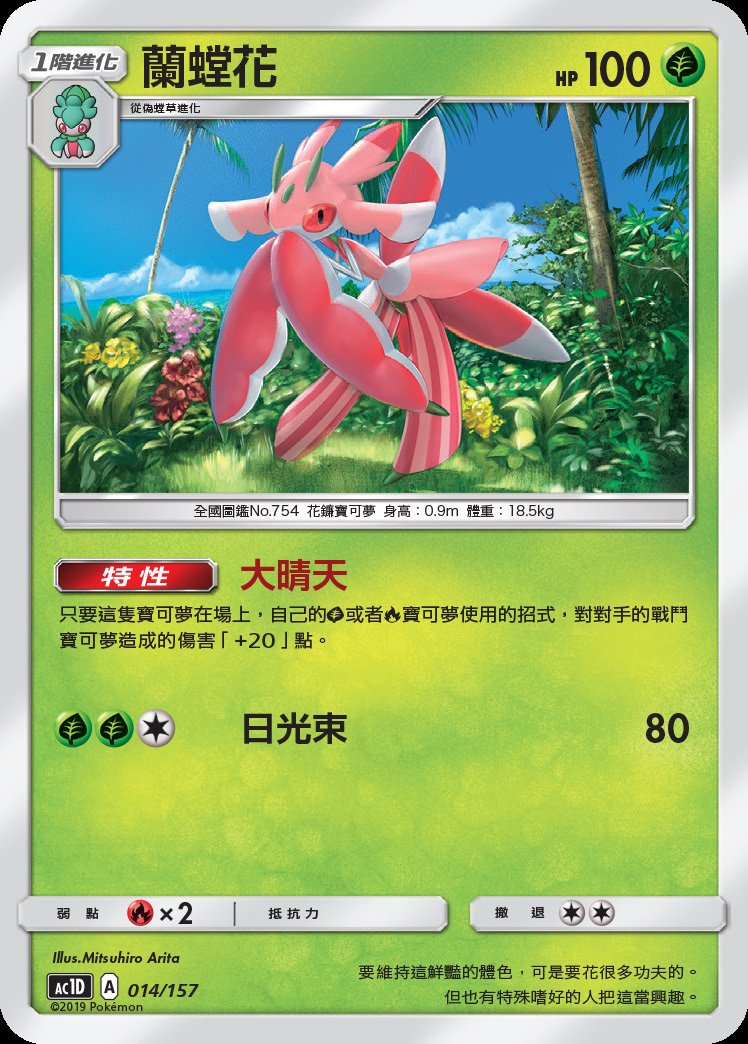 1階進化 蘭螳花 HP 100
從偽螳草進化
全國圖鑑No.754 花鐮寶可夢 身高：0.9m 體重：18.5kg
特性 大晴天
只要這隻寶可夢在場上，自己的或者寶可夢使用的招式，對對手的戰鬥
寶可夢造成的傷害「+20」點。
日光束 80
弱點 ×2 抵抗力 撤退
Illus.Mitsuhiro Arita
要維持這鮮豔的體色，可是要花很多功夫的。
AC1D A 014/157
但也有特殊嗜好的人把這當興趣。
©2019 Pokémon